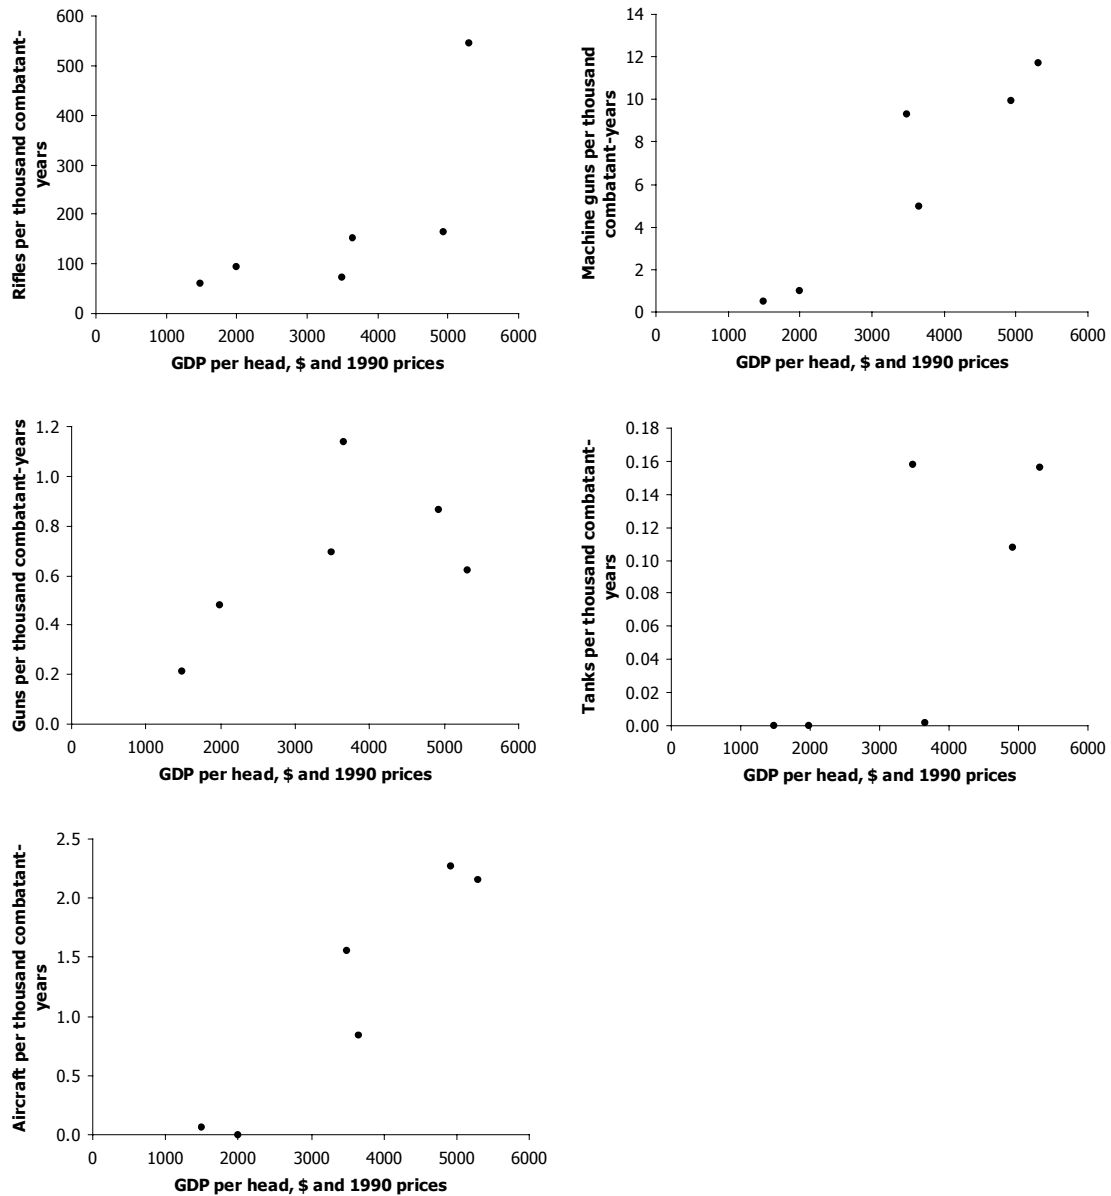 Rifles per thousand combatant-
years
600
500
400
300
200
100
0
0 1000 2000 3000 4000 5000 6000
GDP per head, $ and 1990 prices
Machine guns per thousand
combatant-years
14
12
10
8
6
4
2
0
0 1000 2000 3000 4000 5000 6000
GDP per head, $ and 1990 prices
Guns per thousand combatant-years
1.2
1.0
0.8
0.6
0.4
0.2
0.0
0 1000 2000 3000 4000 5000 6000
GDP per head, $ and 1990 prices
Tanks per thousand combatant-
years
0.18
0.16
0.14
0.12
0.10
0.08
0.06
0.04
0.02
0.00
0 1000 2000 3000 4000 5000 6000
GDP per head, $ and 1990 prices
Aircraft per thousand combatant-
years
2.5
2.0
1.5
1.0
0.5
0.0
0 1000 2000 3000 4000 5000 6000
GDP per head, $ and 1990 prices